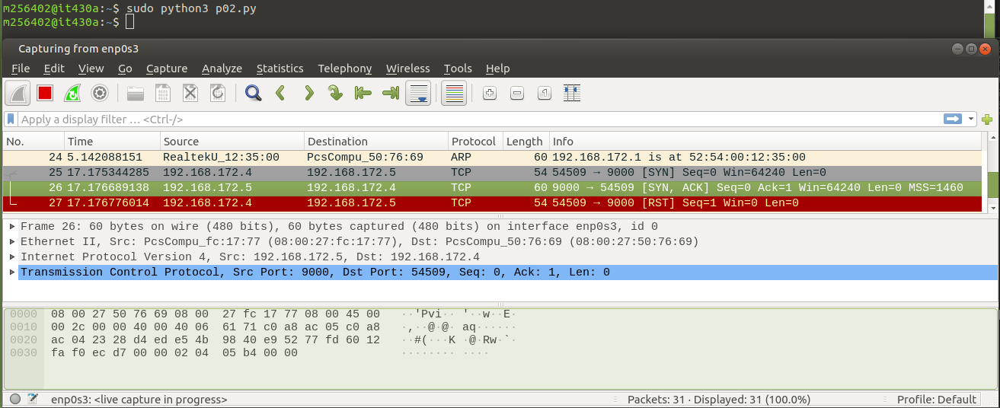 m256402@it430a:~$ sudo python3 p02.py
m256402@it430a:~$
Capturing from enp0s3
File Edit View Go Capture Analyze Statistics Telephony Wireless Tools Help
Apply a display filter … <Ctrl-/>
No. Time Source Destination Protocol Length Info
24 5.142088151 RealtekU_12:35:00 PcsCompu_50:76:69 ARP 60 192.168.172.1 is at 52:54:00:12:35:00
25 17.175344285 192.168.172.4 192.168.172.5 TCP 54 54509 → 9000 [SYN] Seq=0 Win=64240 Len=0
26 17.176689138 192.168.172.5 192.168.172.4 TCP 60 9000 → 54509 [SYN, ACK] Seq=0 Ack=1 Win=64240 Len=0 MSS=1460
27 17.176776014 192.168.172.4 192.168.172.5 TCP 54 54509 → 9000 [RST] Seq=1 Win=0 Len=0
Frame 26: 60 bytes on wire (480 bits), 60 bytes captured (480 bits) on interface enp0s3, id 0
Ethernet II, Src: PcsCompu_fc:17:77 (08:00:27:fc:17:77), Dst: PcsCompu_50:76:69 (08:00:27:50:76:69)
Internet Protocol Version 4, Src: 192.168.172.5, Dst: 192.168.172.4
Transmission Control Protocol, Src Port: 9000, Dst Port: 54509, Seq: 0, Ack: 1, Len: 0
0000 08 00 27 50 76 69 08 00 27 fc 17 77 08 00 45 00 ··'Pvi·· '··w··E·
0010 00 2c 00 00 40 00 40 06 61 71 c0 a8 ac 05 c0 a8 ·,··@·@· aq······
0020 ac 04 23 28 d4 ed e5 4b 98 40 e9 52 77 fd 60 12 ··#(···K ·@·Rw·`·
0030 fa f0 ec d7 00 00 02 04 05 b4 00 00 ········ ····
enp0s3: <live capture in progress>
Packets: 31 · Displayed: 31 (100.0%)
Profile: Default